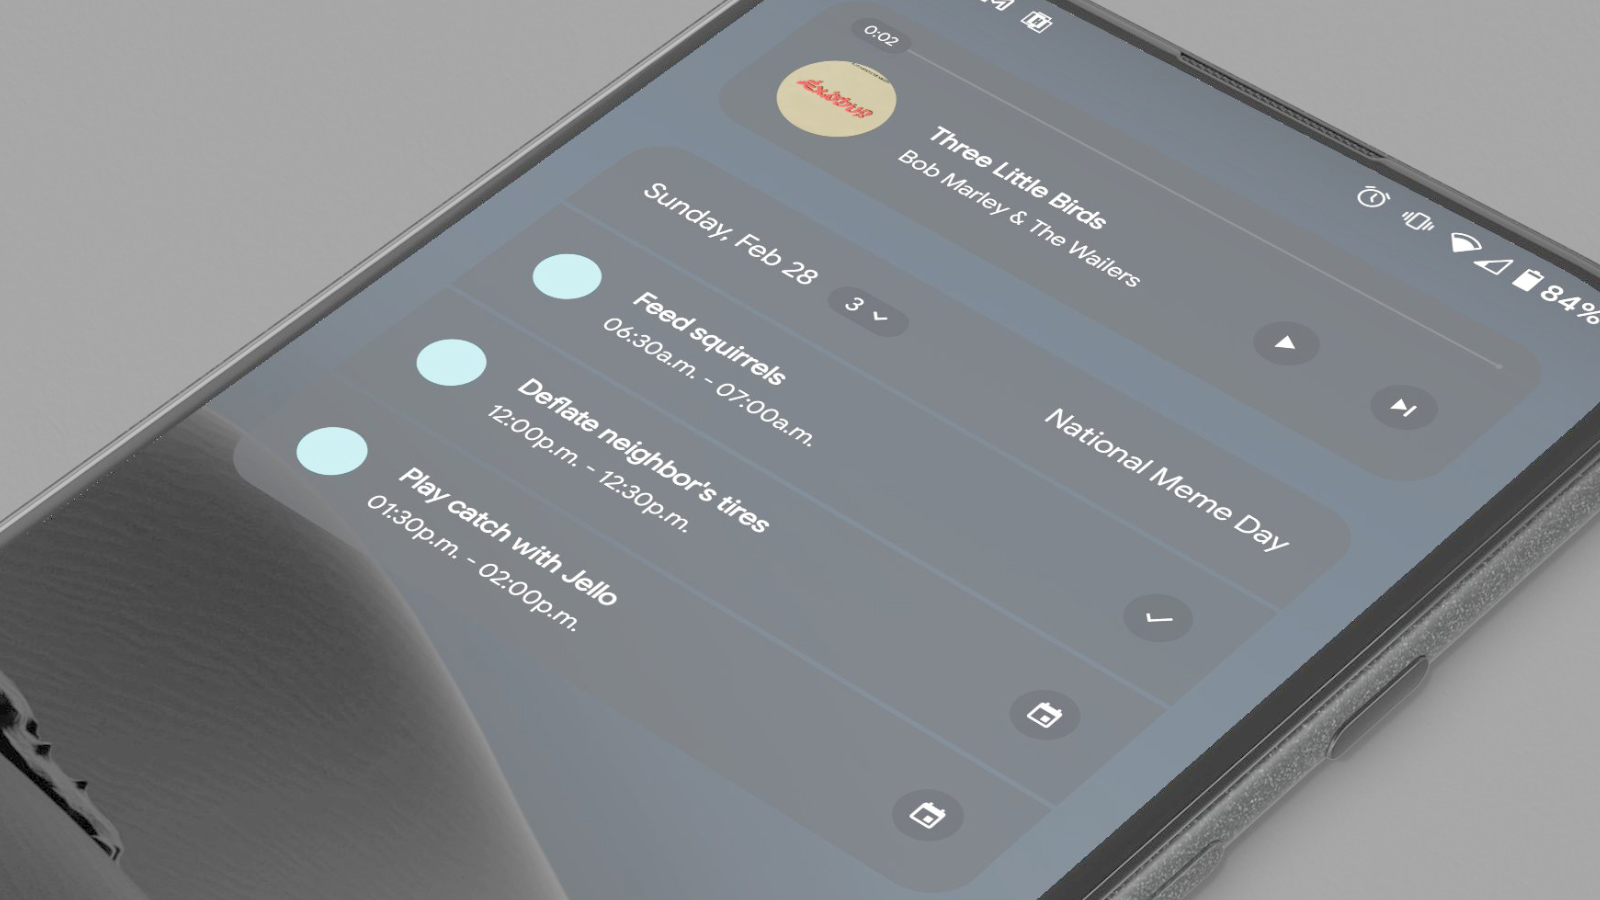 84%
0:02
EXODUS
Three Little Birds
Bob Marley & The Wailers
Sunday, Feb 28
3
National Meme Day
Feed squirrels
06:30a.m. - 07:00a.m.
Deflate neighbor's tires
12:00p.m. - 12:30p.m.
Play catch with Jello
01:30p.m. - 02:00p.m.